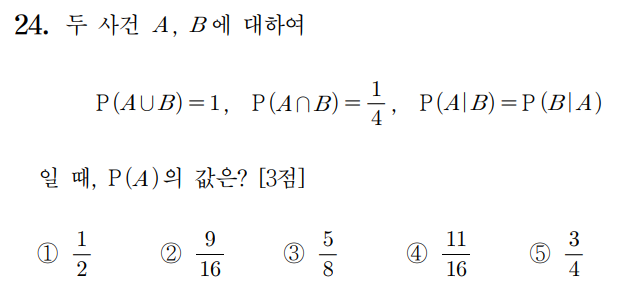 24. 두 사건 A, B에 대하여
P(A∪B)=1, P(A∩B)=1/4, P(A|B)=P(B|A)
일 때, P(A)의 값은? [3점]
① 1/2 ② 9/16 ③ 5/8 ④ 11/16 ⑤ 3/4